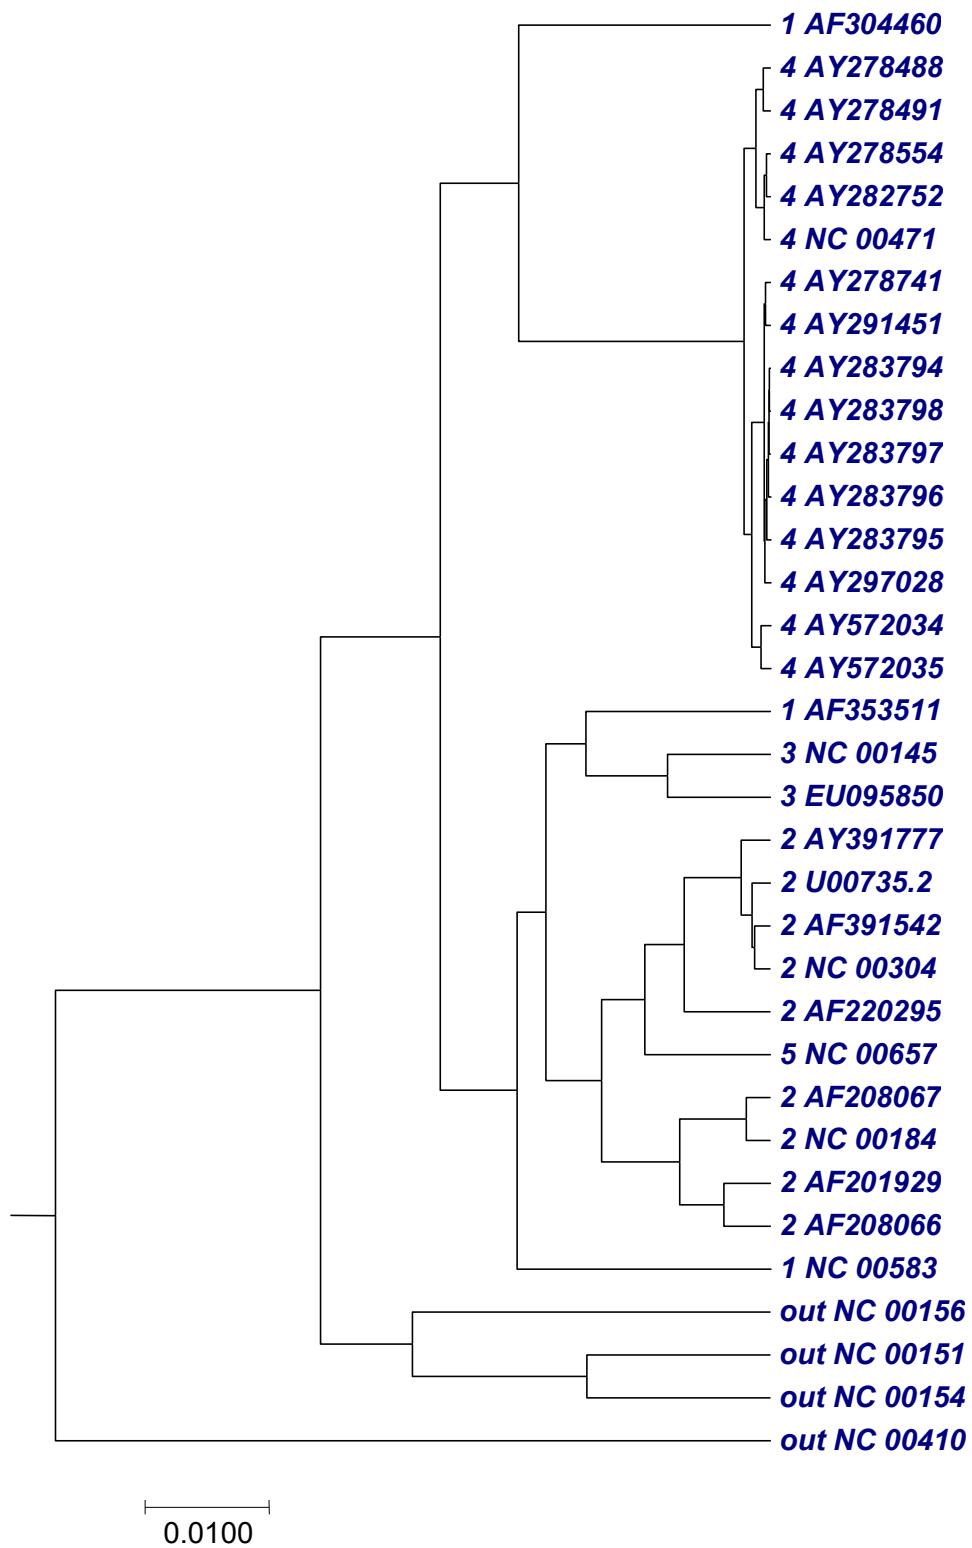 1 AF304460
4 AY278488
4 AY278491
4 AY278554
4 AY282752
4 NC 00471
4 AY278741
4 AY291451
4 AY283794
4 AY283798
4 AY283797
4 AY283796
4 AY283795
4 AY297028
4 AY572034
4 AY572035
1 AF353511
3 NC 00145
3 EU095850
2 AY391777
2 U00735.2
2 AF391542
2 NC 00304
2 AF220295
5 NC 00657
2 AF208067
2 NC 00184
2 AF201929
2 AF208066
1 NC 00583
out NC 00156
out NC 00151
out NC 00154
out NC 00410
0.0100